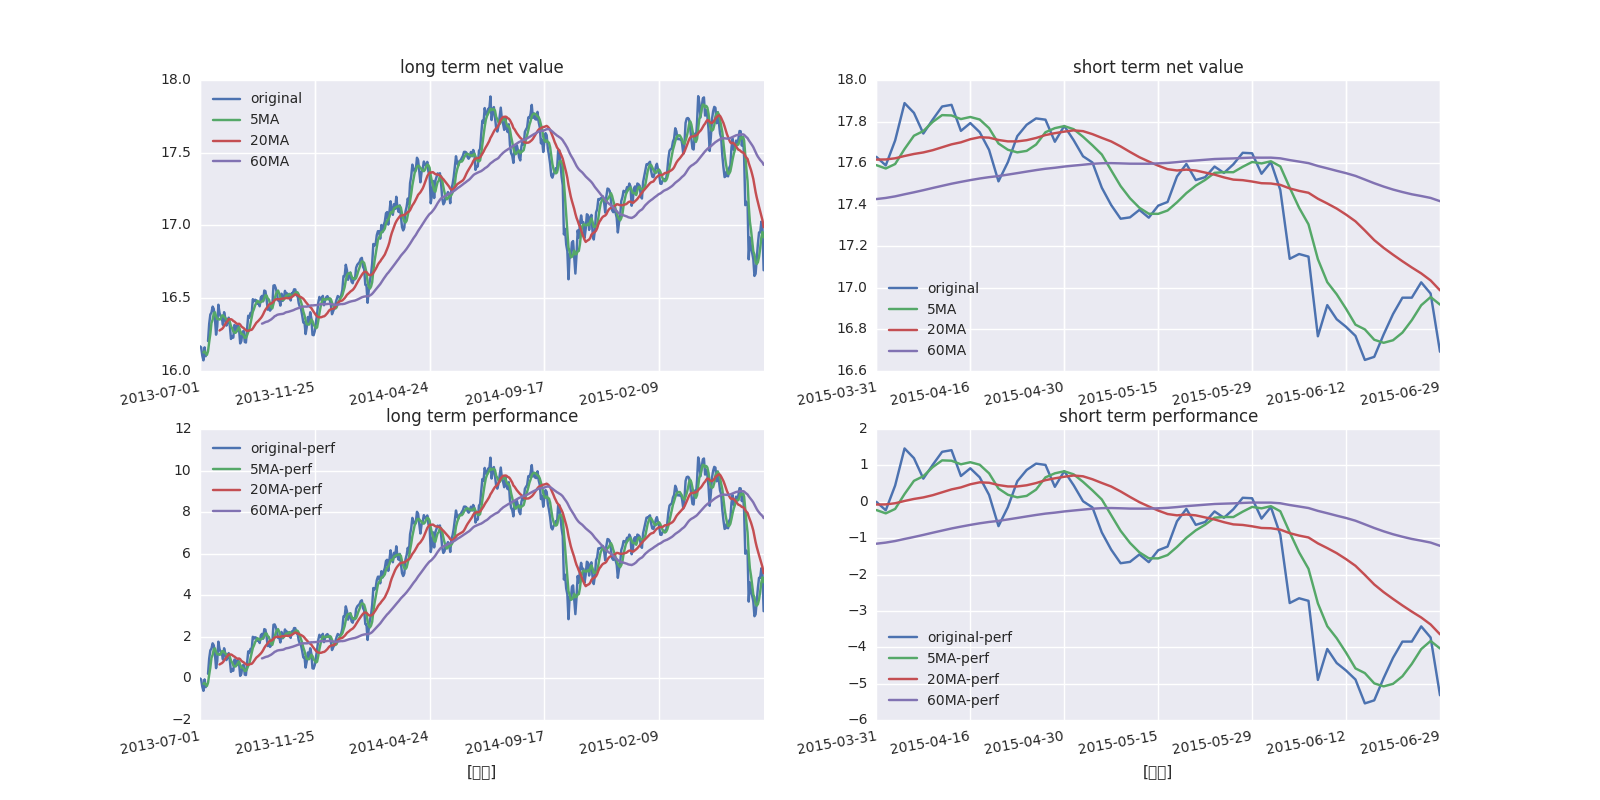 long term net value
18.0
17.5
17.0
16.5
16.0
original
5MA
20MA
60MA
2013-07-01
2013-11-25
2014-04-24
2014-09-17
2015-02-09
short term net value
18.0
17.8
17.6
17.4
17.2
17.0
16.8
16.6
original
5MA
20MA
60MA
2015-03-31
2015-04-16
2015-04-30
2015-05-15
2015-05-29
2015-06-12
2015-06-29
long term performance
12
10
8
6
4
2
0
−2
original-perf
5MA-perf
20MA-perf
60MA-perf
2013-07-01
2013-11-25
2014-04-24
2014-09-17
2015-02-09
[▯▯]
short term performance
2
1
0
−1
−2
−3
−4
−5
−6
original-perf
5MA-perf
20MA-perf
60MA-perf
2015-03-31
2015-04-16
2015-04-30
2015-05-15
2015-05-29
2015-06-12
2015-06-29
[▯▯]